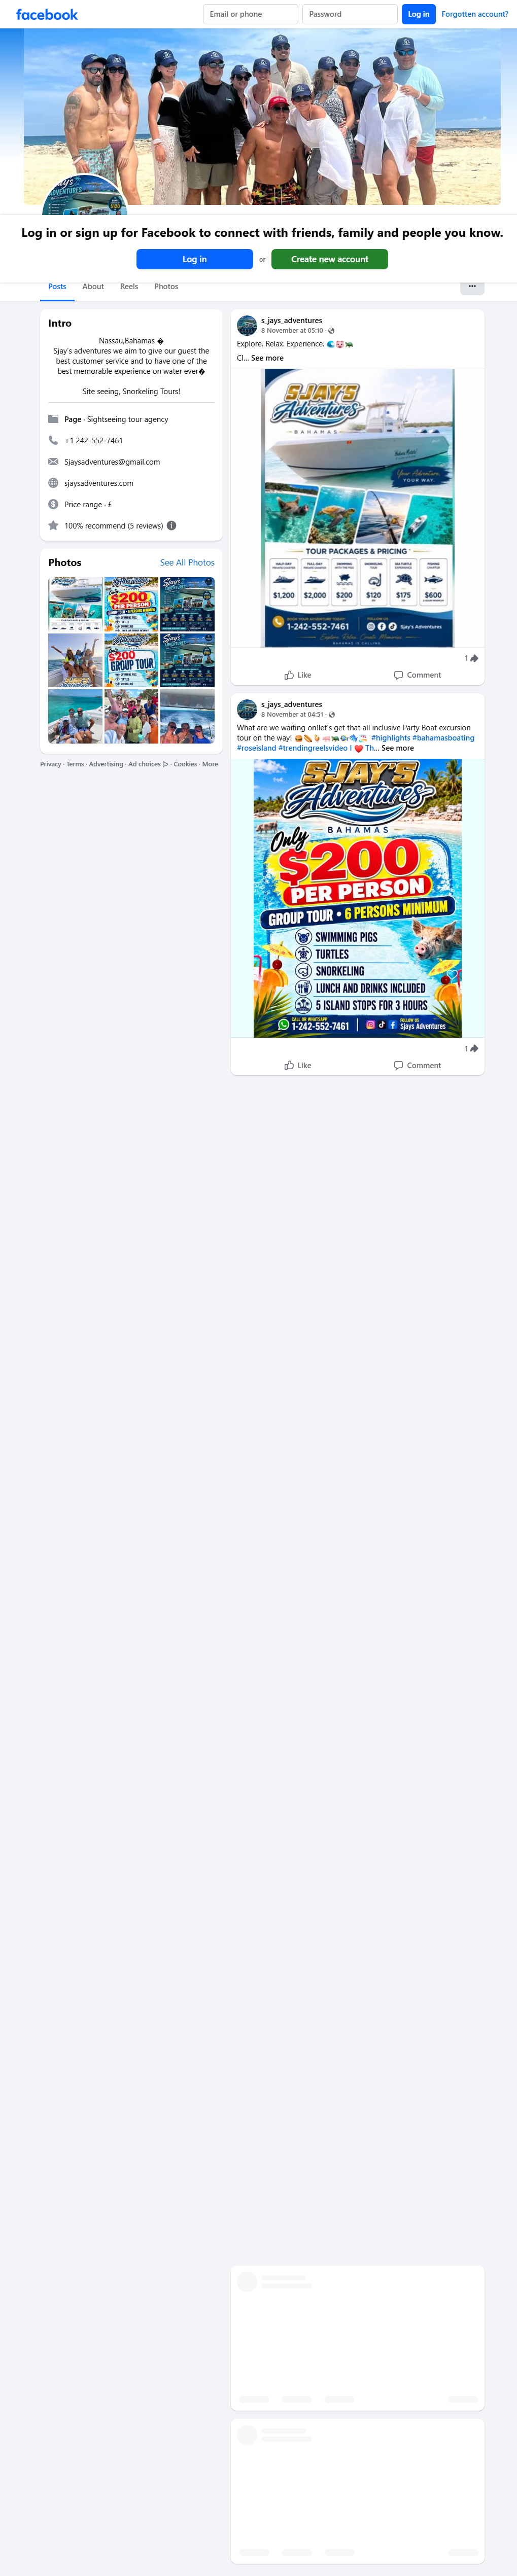 facebook
Email or phone
Password
Log in
Forgotten account?
Log in or sign up for Facebook to connect with friends, family and people you know.
Log in
or
Create new account
Posts
About
Reels
Photos
Intro
Nassau,Bahamas �
Sjay's adventures we aim to give our guest the
best customer service and to have one of the
best memorable experience on water ever�
Site seeing, Snorkeling Tours!
Page · Sightseeing tour agency
+1 242-552-7461
Sjaysadventures@gmail.com
sjaysadventures.com
Price range · £
100% recommend (5 reviews)
Photos
See All Photos
Privacy · Terms · Advertising · Ad choices · Cookies · More
s_jays_adventures
8 November at 05:10 ·
Explore. Relax. Experience.
Cl... See more
SJAY'S
Adventures
BAHAMAS
Your Adventure,
YOUR WAY.
TOUR PACKAGES & PRICING
$1,200
$2,000
$200
$120
$175
$600
BOOK YOUR ADVENTURE TODAY
1-242-552-7461
Sjay's Adventures
Explore, Relax, Create Memories
1
Like
Comment
s_jays_adventures
8 November at 04:51 ·
What are we waiting on!let's get that all inclusive Party Boat excursion
tour on the way! #highlights #bahamasboating
#roseisland #trendingreelsvideo I ❤️ Th... See more
SJAY'S
Adventures
BAHAMAS
Only
$200
PER PERSON
GROUP TOUR • 6 PERSONS MINIMUM
SWIMMING PIGS
TURTLES
SNORKELING
LUNCH AND DRINKS INCLUDED
5 ISLAND STOPS FOR 3 HOURS
CALL OR WHATSAPP
1-242-552-7461
FOLLOW US
Sjays Adventures
1
Like
Comment